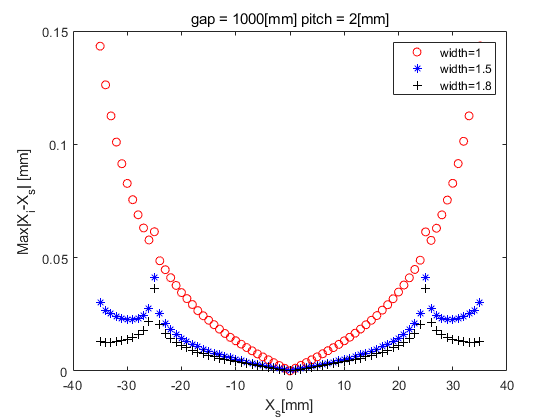 gap = 1000[mm] pitch = 2[mm]
0.15
width=1
width=1.5
width=1.8
0.1
Max|X_i-X_s| [mm]
0.05
0
-40 -30 -20 -10 0 10 20 30 40
X_s[mm]